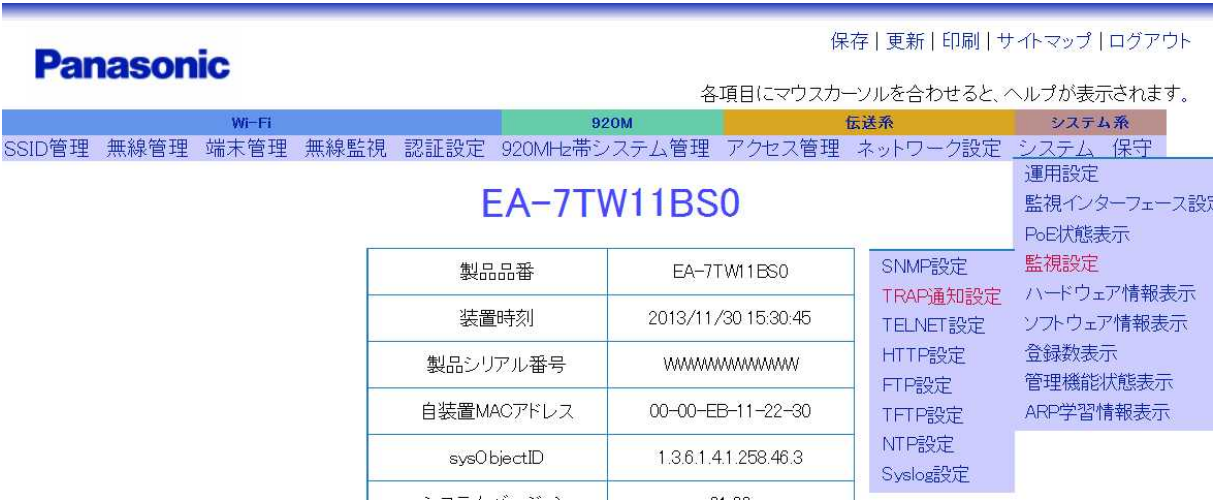 保存 | 更新 | 印刷 | サイトマップ | ログアウト
Panasonic
各項目にマウスカーソルを合わせると、ヘルプが表示されます。
Wi-Fi 920M 伝送系 システム系
SSID管理 無線管理 端末管理 無線監視 認証設定 920MHz帯システム管理 アクセス管理 ネットワーク設定 システム 保守
EA-7TW11BS0
製品品番 EA-7TW11BS0
装置時刻 2013/11/30 15:30:45
製品シリアル番号 WWWWWWWWWWWW
自装置MACアドレス 00-00-EB-11-22-30
sysObjectID 1.3.6.1.4.1.258.46.3
SNMP設定
TRAP通知設定
TELNET設定
HTTP設定
FTP設定
TFTP設定
NTP設定
Syslog設定
運用設定
監視インターフェース設定
PoE状態表示
監視設定
ハードウェア情報表示
ソフトウェア情報表示
登録数表示
管理機能状態表示
ARP学習情報表示